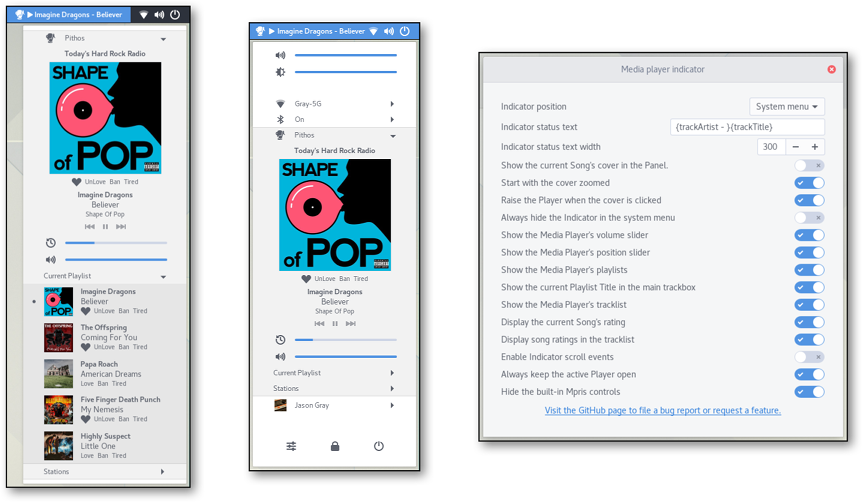 Imagine Dragons - Believer
Pithos
Today's Hard Rock Radio
SHAPE
of POP
UnLove Ban Tired
Imagine Dragons
Believer
Shape Of Pop
Current Playlist
Imagine Dragons
Believer
UnLove Ban Tired
The Offspring
Coming For You
UnLove Ban Tired
Papa Roach
American Dreams
Love Ban Tired
Five Finger Death Punch
My Nemesis
UnLove Ban Tired
Highly Suspect
Little One
Love Ban Tired
Stations
Imagine Dragons - Believer
Gray-5G
On
Pithos
Today's Hard Rock Radio
SHAPE
of POP
UnLove Ban Tired
Imagine Dragons
Believer
Shape Of Pop
Current Playlist
Stations
Jason Gray
Media player indicator
Indicator position System menu
Indicator status text {trackArtist - }{trackTitle}
Indicator status text width 300 − +
Show the current Song's cover in the Panel.
Start with the cover zoomed
Raise the Player when the cover is clicked
Always hide the Indicator in the system menu
Show the Media Player's volume slider
Show the Media Player's position slider
Show the Media Player's playlists
Show the current Playlist Title in the main trackbox
Show the Media Player's tracklist
Display the current Song's rating
Display song ratings in the tracklist
Enable Indicator scroll events
Always keep the active Player open
Hide the built-in Mpris controls
Visit the GitHub page to file a bug report or request a feature.